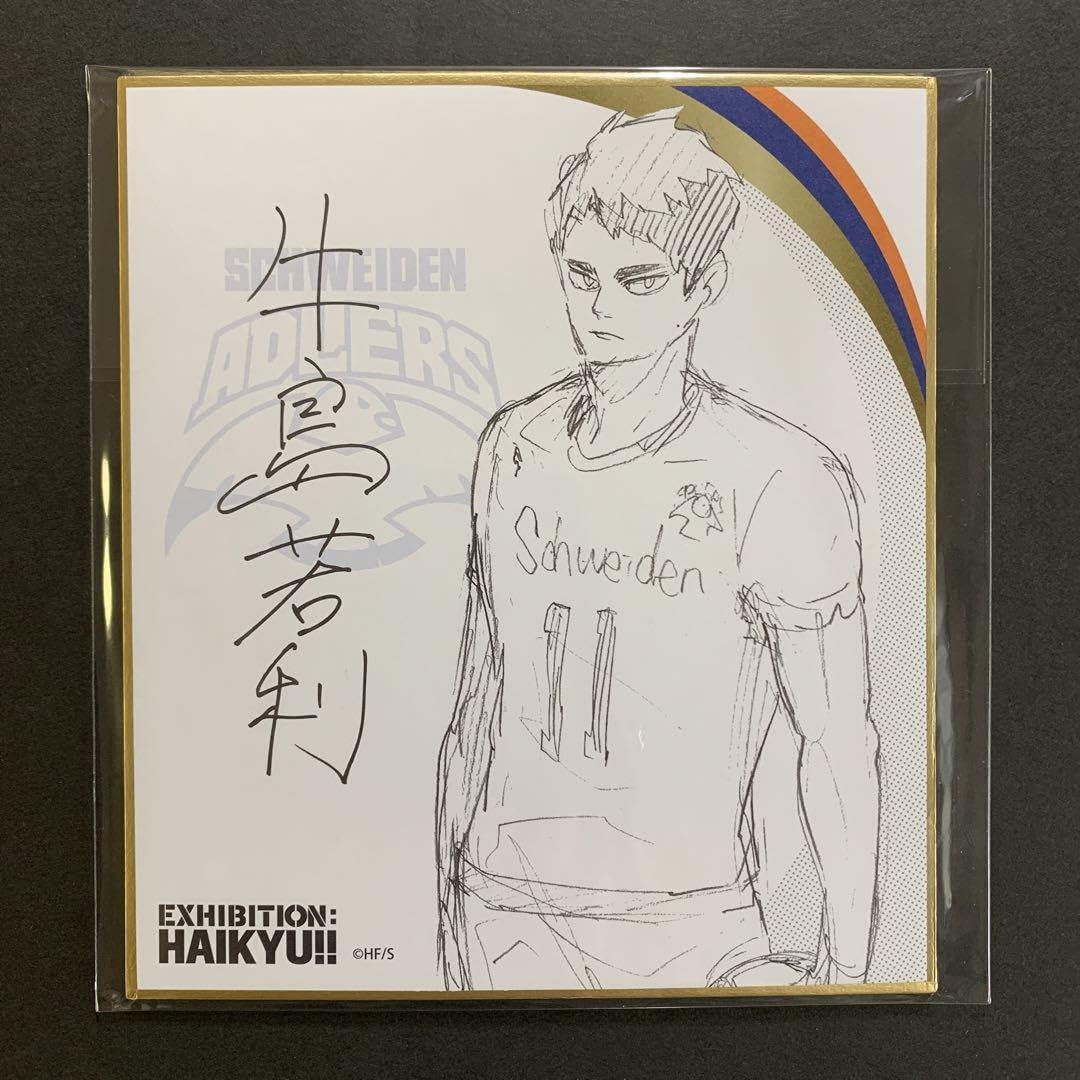 牛島若利
SCHWEIDEN
ADLERS
Schweiden
11
EXHIBITION:
HAIKYU!!
©HF/S